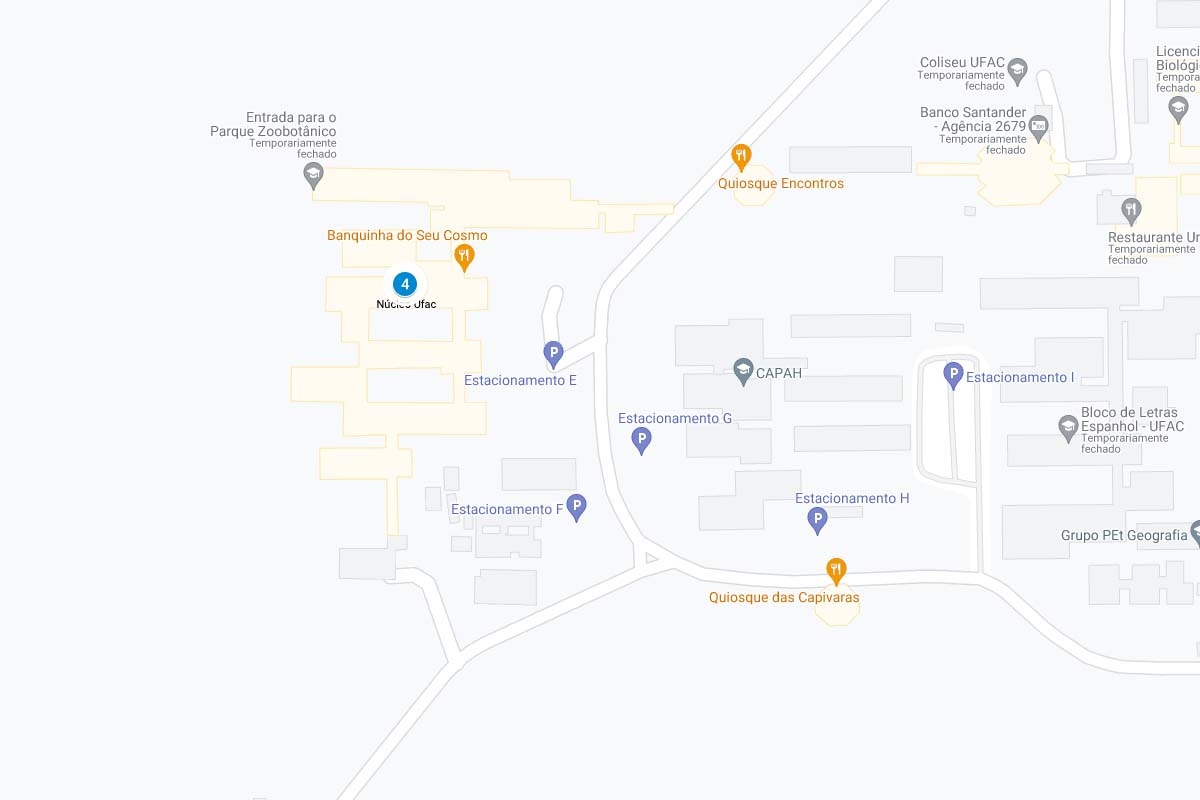 Coliseu UFAC
Temporariamente
fechado
Licenci
Biológi
Tempora
fechado
Banco Santander
- Agência 2679
Temporariamente
fechado
Entrada para o
Parque Zoobotânico
Temporariamente
fechado
Quiosque Encontros
Banquinha do Seu Cosmo
Restaurante Un
Temporariamente
fechado
4
Núcleo Ufac
P
Estacionamento E
CAPAH
P
Estacionamento I
Estacionamento G
P
Bloco de Letras
Espanhol - UFAC
Temporariamente
fechado
Estacionamento H
P
Estacionamento F
P
Grupo PEt Geografia
Quiosque das Capivaras